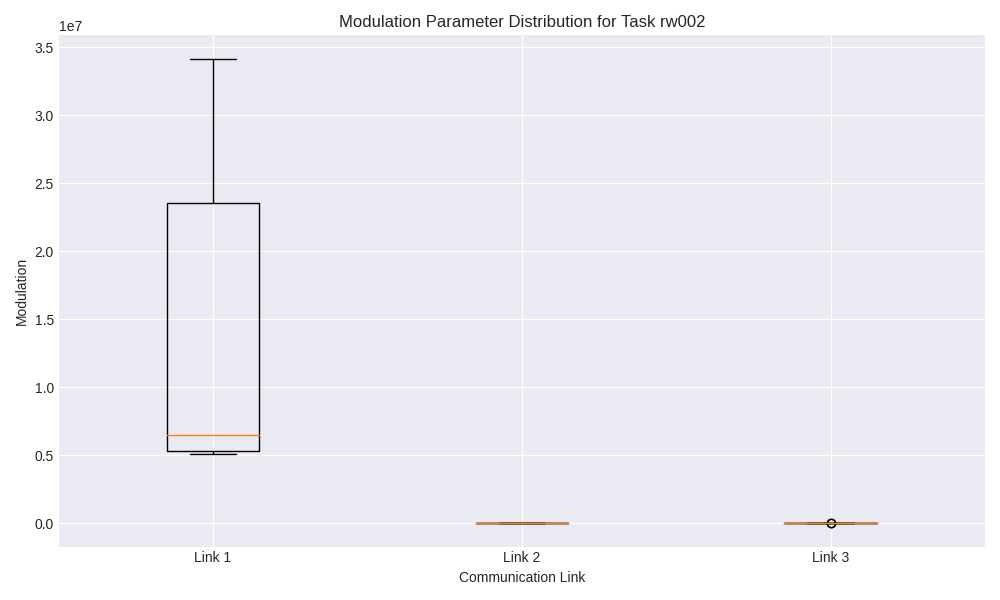 Modulation Parameter Distribution for Task rw002
1e7
3.5
3.0
2.5
2.0
1.5
1.0
0.5
0.0
Modulation
Link 1
Link 2
Link 3
Communication Link